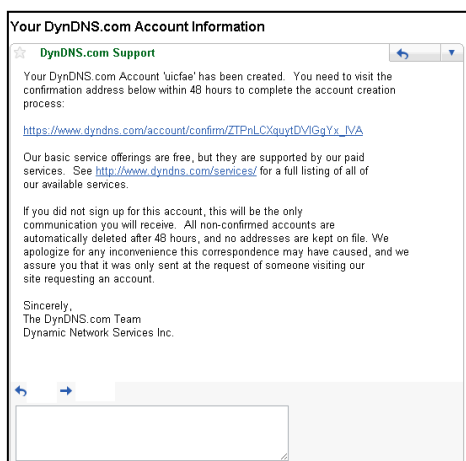 Your DynDNS.com Account Information
DynDNS.com Support
Your DynDNS.com Account 'uicfae' has been created. You need to visit the
confirmation address below within 48 hours to complete the account creation
process:
https://www.dyndns.com/account/confirm/ZTPnLCXquytDVIGgYx_IVA
Our basic service offerings are free, but they are supported by our paid
services. See http://www.dyndns.com/services/ for a full listing of all of
our available services.
If you did not sign up for this account, this will be the only
communication you will receive. All non-confirmed accounts are
automatically deleted after 48 hours, and no addresses are kept on file. We
apologize for any inconvenience this correspondence may have caused, and we
assure you that it was only sent at the request of someone visiting our
site requesting an account.
Sincerely,
The DynDNS.com Team
Dynamic Network Services Inc.